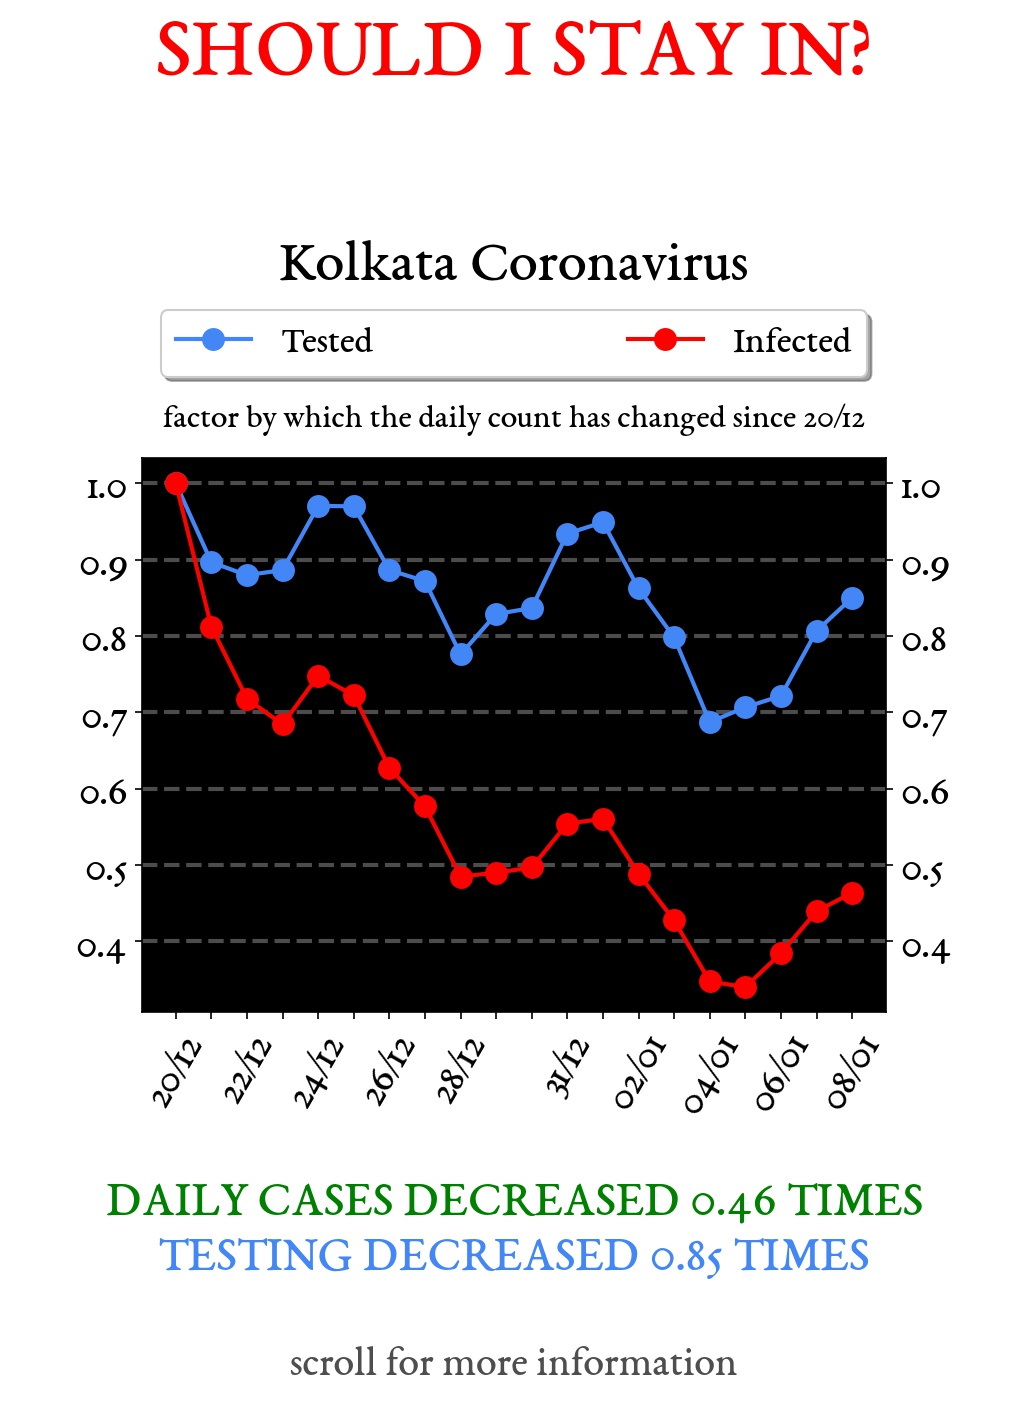 SHOULD I STAY IN?
Kolkata Coronavirus
Tested Infected
factor by which the daily count has changed since 20/12
1.0 1.0
0.9 0.9
0.8 0.8
0.7 0.7
0.6 0.6
0.5 0.5
0.4 0.4
20/12 22/12 24/12 26/12 28/12 31/12 02/01 04/01 06/01 08/01
DAILY CASES DECREASED 0.46 TIMES
TESTING DECREASED 0.85 TIMES
scroll for more information